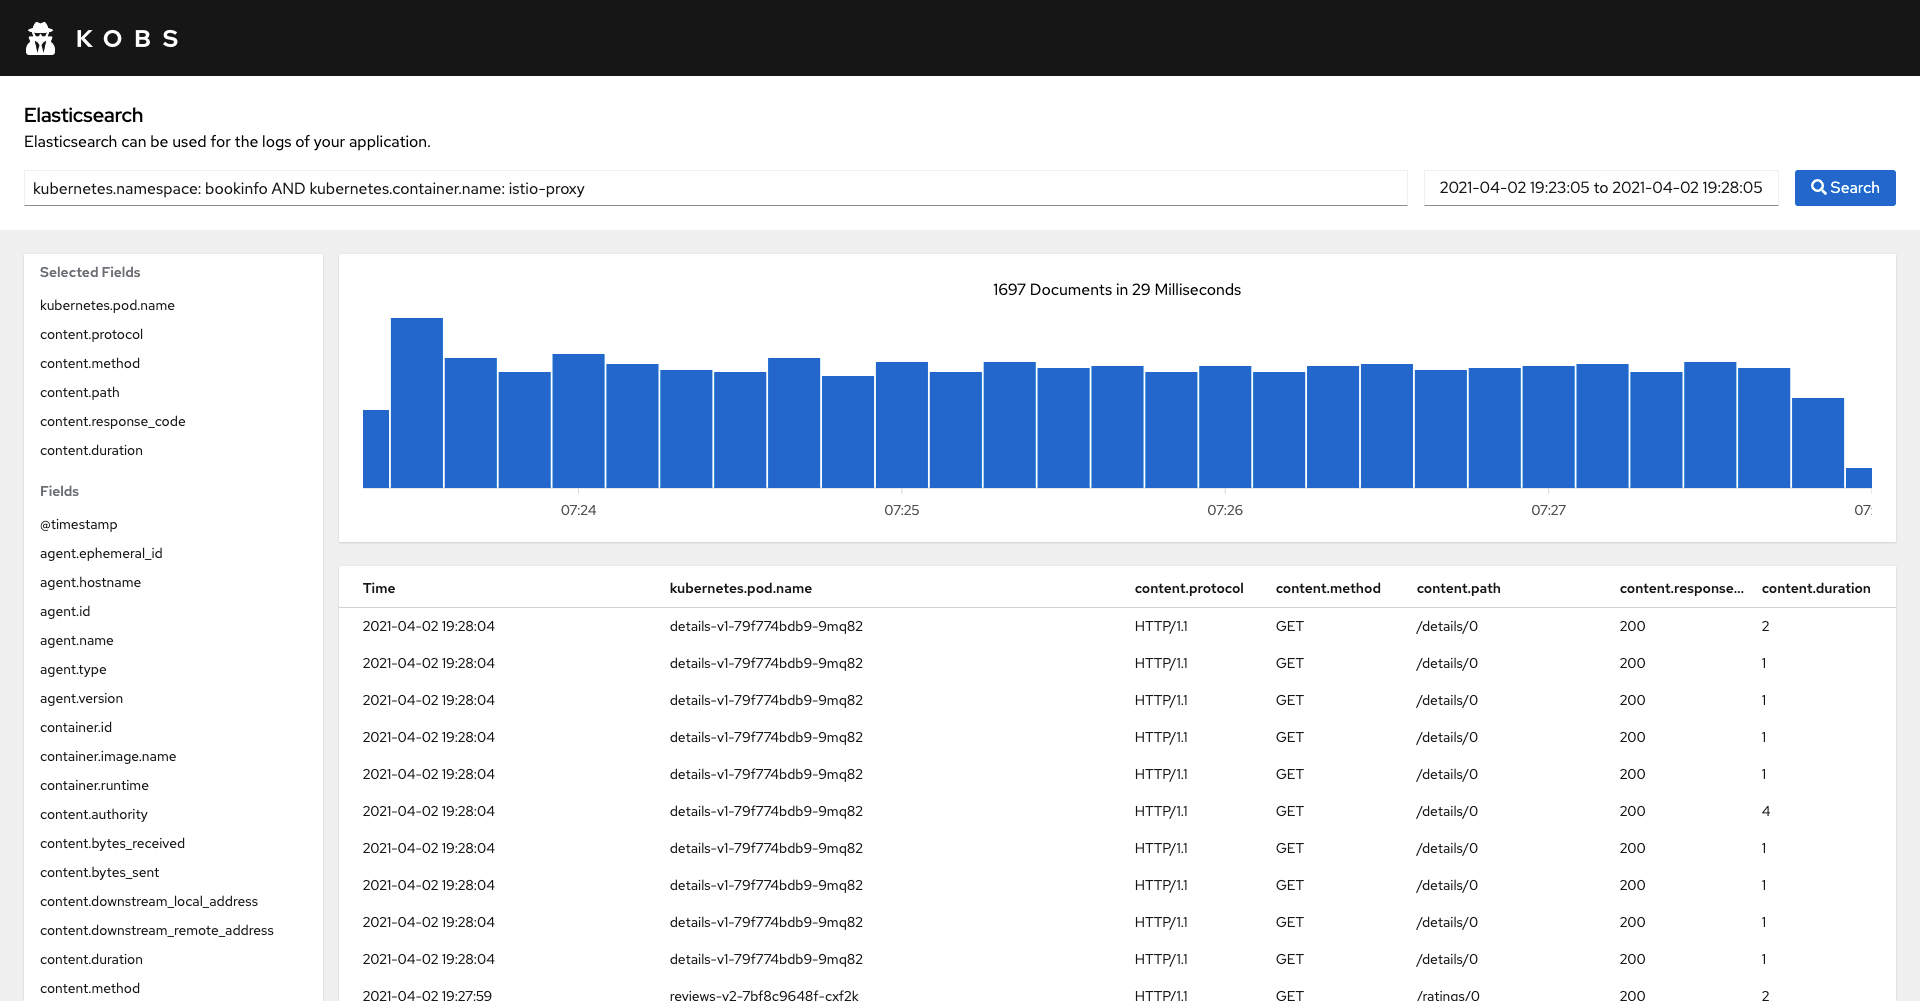 KOBS
Elasticsearch
Elasticsearch can be used for the logs of your application.
kubernetes.namespace: bookinfo AND kubernetes.container.name: istio-proxy
2021-04-02 19:23:05 to 2021-04-02 19:28:05
Search
Selected Fields
kubernetes.pod.name
content.protocol
content.method
content.path
content.response_code
content.duration
Fields
@timestamp
agent.ephemeral_id
agent.hostname
agent.id
agent.name
agent.type
agent.version
container.id
container.image.name
container.runtime
content.authority
content.bytes_received
content.bytes_sent
content.downstream_local_address
content.downstream_remote_address
content.duration
content.method
1697 Documents in 29 Milliseconds
07:24 07:25 07:26 07:27 07:
Time kubernetes.pod.name content.protocol content.method content.path content.response... content.duration
2021-04-02 19:28:04 details-v1-79f774bdb9-9mq82 HTTP/1.1 GET /details/0 200 2
2021-04-02 19:28:04 details-v1-79f774bdb9-9mq82 HTTP/1.1 GET /details/0 200 1
2021-04-02 19:28:04 details-v1-79f774bdb9-9mq82 HTTP/1.1 GET /details/0 200 1
2021-04-02 19:28:04 details-v1-79f774bdb9-9mq82 HTTP/1.1 GET /details/0 200 1
2021-04-02 19:28:04 details-v1-79f774bdb9-9mq82 HTTP/1.1 GET /details/0 200 1
2021-04-02 19:28:04 details-v1-79f774bdb9-9mq82 HTTP/1.1 GET /details/0 200 4
2021-04-02 19:28:04 details-v1-79f774bdb9-9mq82 HTTP/1.1 GET /details/0 200 1
2021-04-02 19:28:04 details-v1-79f774bdb9-9mq82 HTTP/1.1 GET /details/0 200 1
2021-04-02 19:28:04 details-v1-79f774bdb9-9mq82 HTTP/1.1 GET /details/0 200 1
2021-04-02 19:28:04 details-v1-79f774bdb9-9mq82 HTTP/1.1 GET /details/0 200 1
2021-04-02 19:27:59 reviews-v2-7bf8c9648f-cxf2k HTTP/1.1 GET /ratings/0 200 2